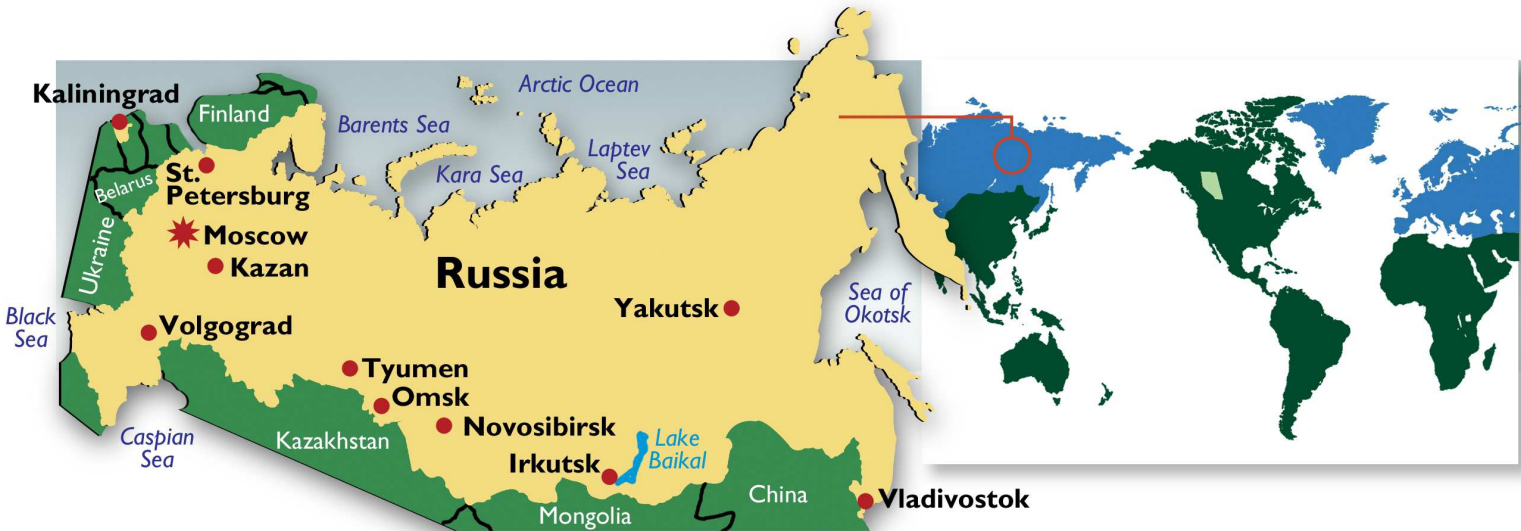 Kaliningrad
Finland
Arctic Ocean
Barents Sea
Kara Sea
Laptev
Sea
St.
Petersburg
Belarus
Ukraine
Moscow
Kazan
Russia
Yakutsk
Sea of
Okotsk
Black
Sea
Volgograd
Tyumen
Omsk
Novosibirsk
Kazakhstan
Caspian
Sea
Irkutsk
Lake
Baikal
China
Mongolia
Vladivostok